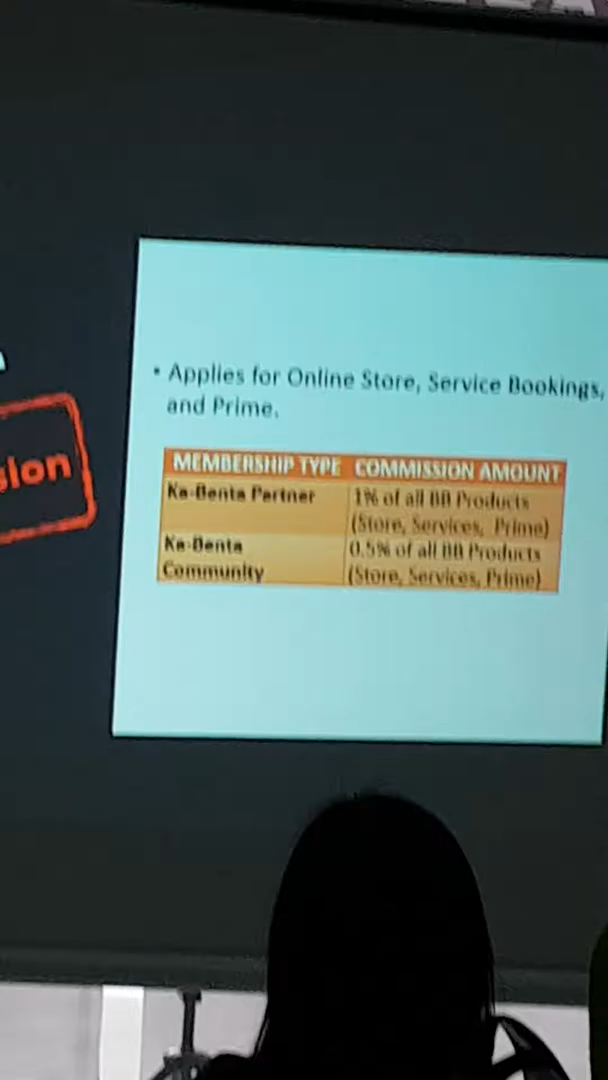 sion
• Applies for Online Store, Service Bookings,
and Prime.
MEMBERSHIP TYPE COMMISSION AMOUNT
Ka-Benta Partner 1% of all BB Products
(Store, Services, Prime)
Ka-Benta 0.5% of all BB Products
Community (Store, Services, Prime)